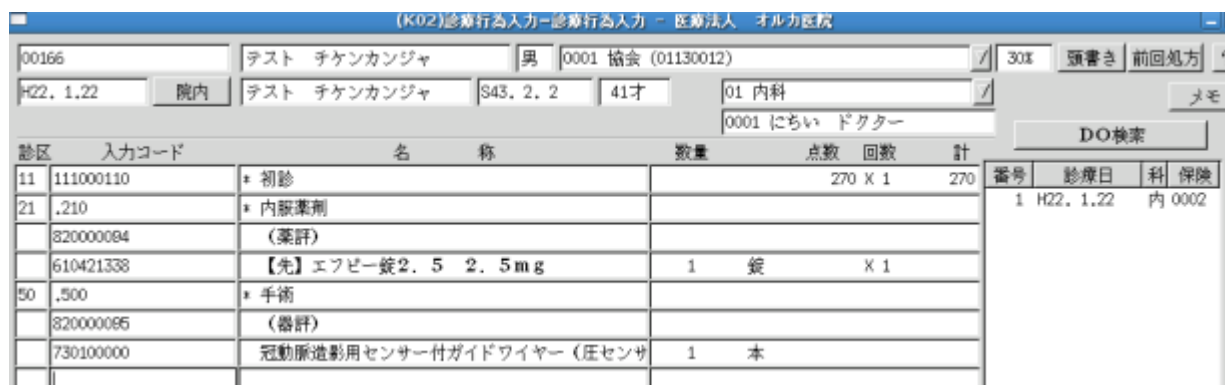 (K02)診療行為入力-診療行為入力 - 医療法人 オルカ医院
00166 テスト チケンカンジャ 男 0001 協会 (01130012) 30% 頭書き 前回処方
H22. 1.22 院内 テスト チケンカンジャ S43. 2. 2 41才 01 内科 メモ
0001 にちい ドクター
DO検索
診区 入力コード 名 称 数量 点数 回数 計
番号 診療日 科 保険
11 111000110 * 初診 270 X 1 270
1 H22. 1.22 内 0002
21 .210 * 内服薬剤
820000094 (薬評)
610421338 【先】エフピー錠2.5 2.5mg 1 錠 X 1
50 .500 * 手術
820000095 (器評)
730100000 冠動脈造影用センサー付ガイドワイヤー(圧センサ 1 本